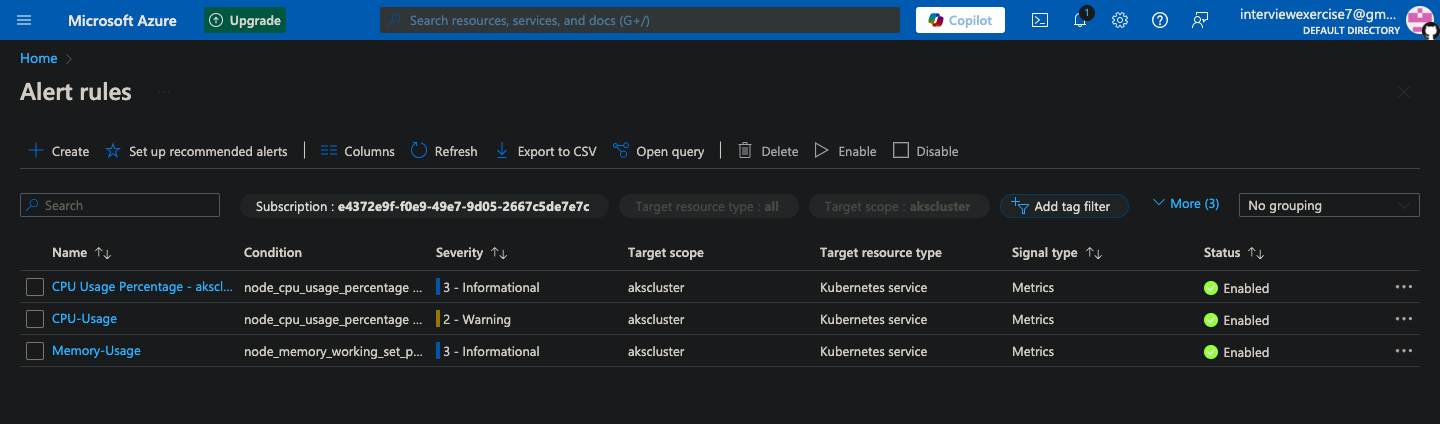 Microsoft Azure Upgrade Search resources, services, and docs (G+/) Copilot 1 interviewexercise7@gm...
DEFAULT DIRECTORY
Home >
Alert rules ...
Create Set up recommended alerts Columns Refresh Export to CSV Open query Delete Enable Disable
Search Subscription : e4372e9f-f0e9-49e7-9d05-2667c5de7e7c Target resource type : all Target scope : akscluster Add tag filter More (3) No grouping
Name ↑↓ Condition Severity ↑↓ Target scope Target resource type Signal type ↑↓ Status ↑↓
CPU Usage Percentage - akscl... node_cpu_usage_percentage ... 3 - Informational akscluster Kubernetes service Metrics Enabled ...
CPU-Usage node_cpu_usage_percentage ... 2 - Warning akscluster Kubernetes service Metrics Enabled ...
Memory-Usage node_memory_working_set_p... 3 - Informational akscluster Kubernetes service Metrics Enabled ...